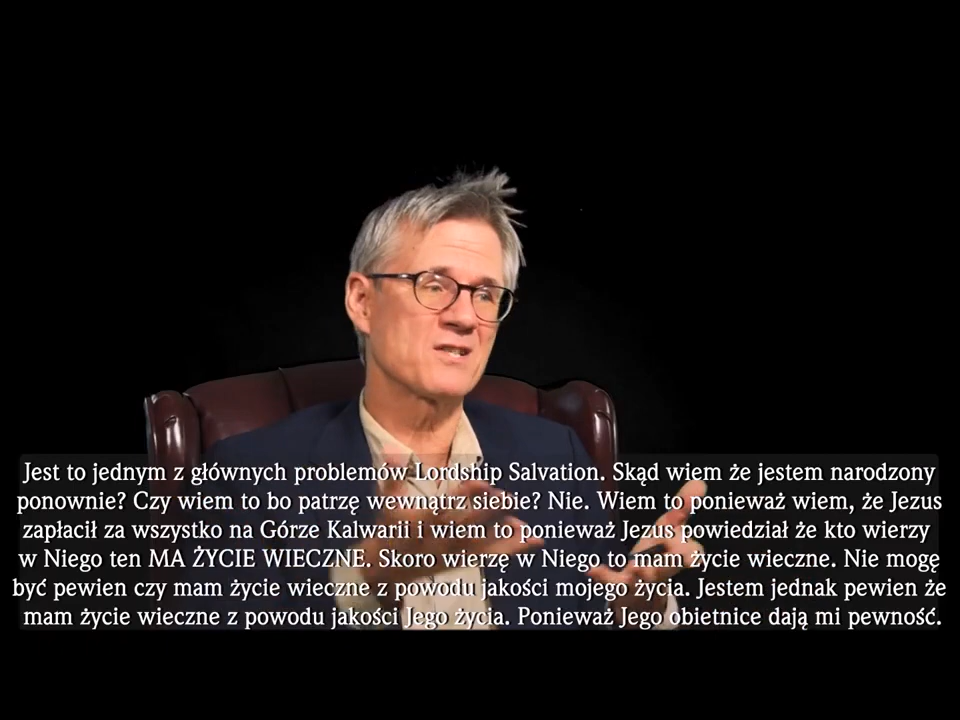 Jest to jednym z głównych problemów Lordship Salvation. Skąd wiem że jestem narodzony
ponownie? Czy wiem to bo patrzę wewnątrz siebie? Nie. Wiem to ponieważ wiem, że Jezus
zapłacił za wszystko na Górze Kalwarii i wiem to ponieważ Jezus powiedział że kto wierzy
w Niego ten MA ŻYCIE WIECZNE. Skoro wierzę w Niego to mam życie wieczne. Nie mogę
być pewien czy mam życie wieczne z powodu jakości mojego życia. Jestem jednak pewien że
mam życie wieczne z powodu jakości Jego życia. Ponieważ Jego obietnice dają mi pewność.